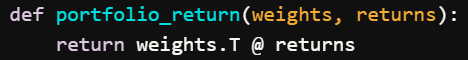 def portfolio_return(weights, returns):
    return weights.T @ returns